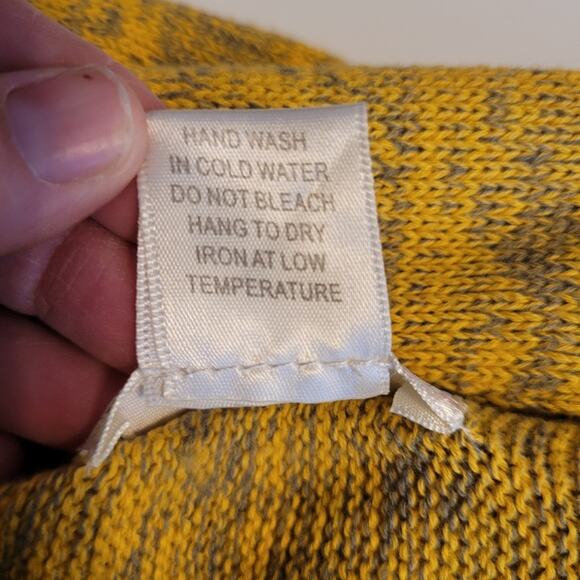 HAND WASH
IN COLD WATER
DO NOT BLEACH
HANG TO DRY
IRON AT LOW
TEMPERATURE